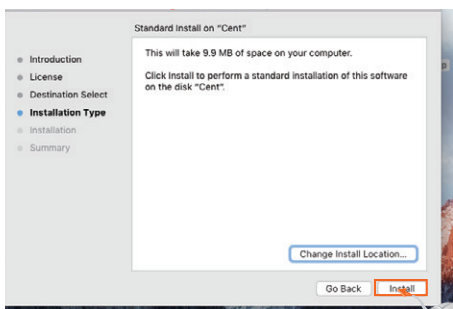 Standard Install on "Cent"
Introduction
License
Destination Select
Installation Type
Installation
Summary
This will take 9.9 MB of space on your computer.
Click Install to perform a standard installation of this software
on the disk "Cent".
Change Install Location...
Go Back
Install